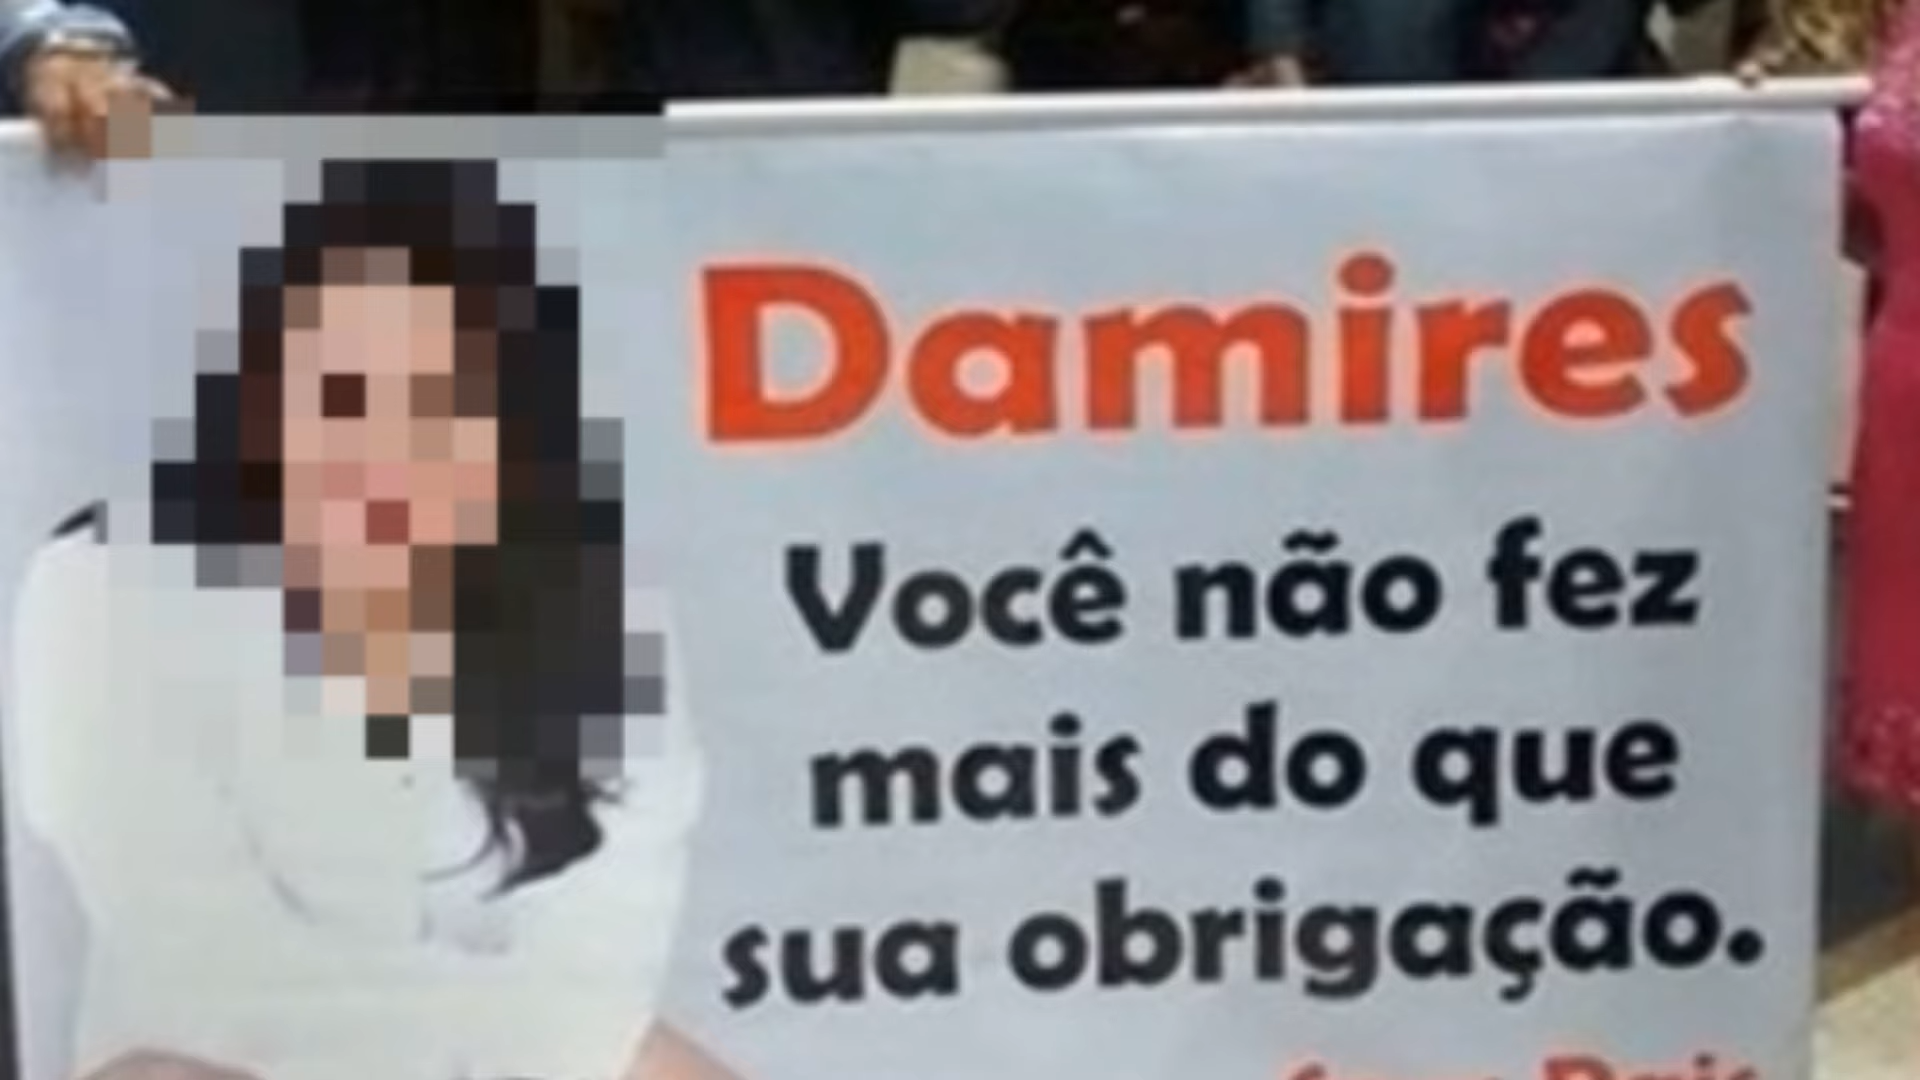 Damires
Você não fez
mais do que
sua obrigação.